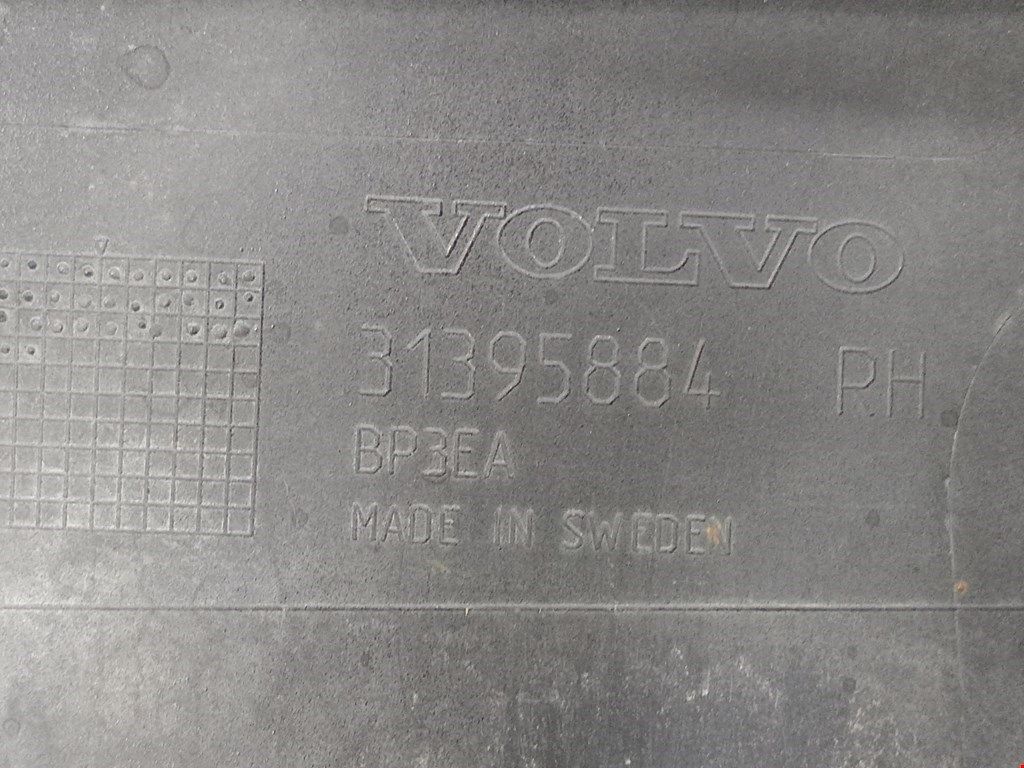 VOLVO
31395884 RH
BP3EA
MADE IN SWEDEN